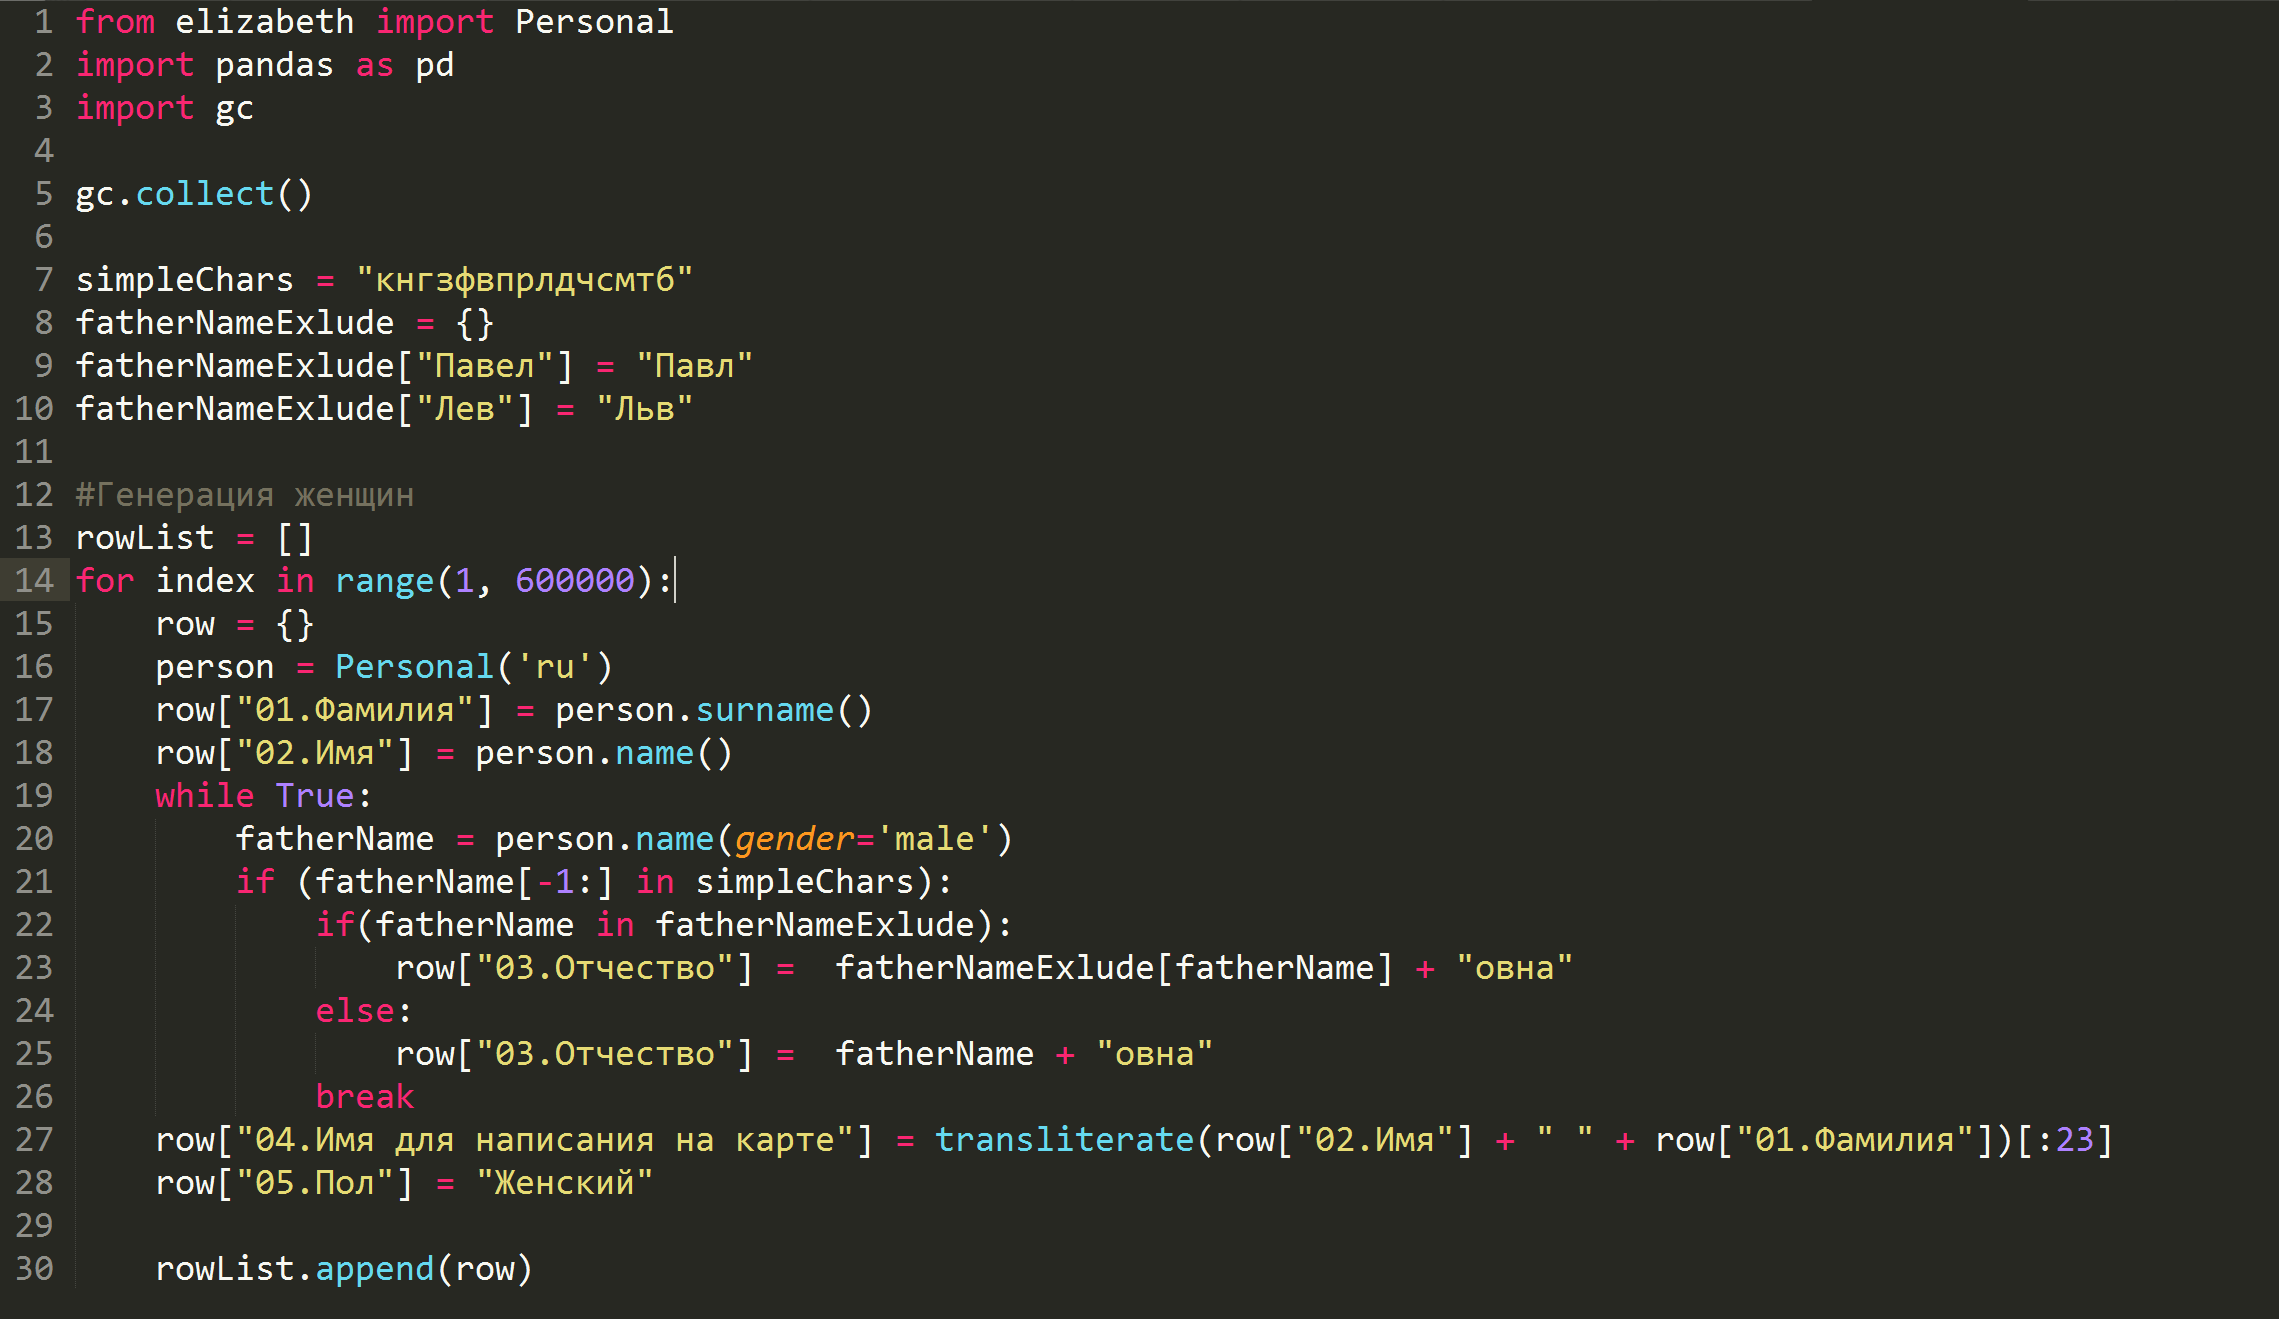 1 from elizabeth import Personal
2 import pandas as pd
3 import gc
4
5 gc.collect()
6
7 simpleChars = "кнгзфвпрлдчсмтб"
8 fatherNameExlude = {}
9 fatherNameExlude["Павел"] = "Павл"
10 fatherNameExlude["Лев"] = "Льв"
11
12 #Генерация женщин
13 rowList = []
14 for index in range(1, 600000):
15     row = {}
16     person = Personal('ru')
17     row["01.Фамилия"] = person.surname()
18     row["02.Имя"] = person.name()
19     while True:
20         fatherName = person.name(gender='male')
21         if (fatherName[-1:] in simpleChars):
22             if(fatherName in fatherNameExlude):
23                 row["03.Отчество"] =  fatherNameExlude[fatherName] + "овна"
24             else:
25                 row["03.Отчество"] =  fatherName + "овна"
26             break
27     row["04.Имя для написания на карте"] = transliterate(row["02.Имя"] + " " + row["01.Фамилия"])[:23]
28     row["05.Пол"] = "Женский"
29
30     rowList.append(row)